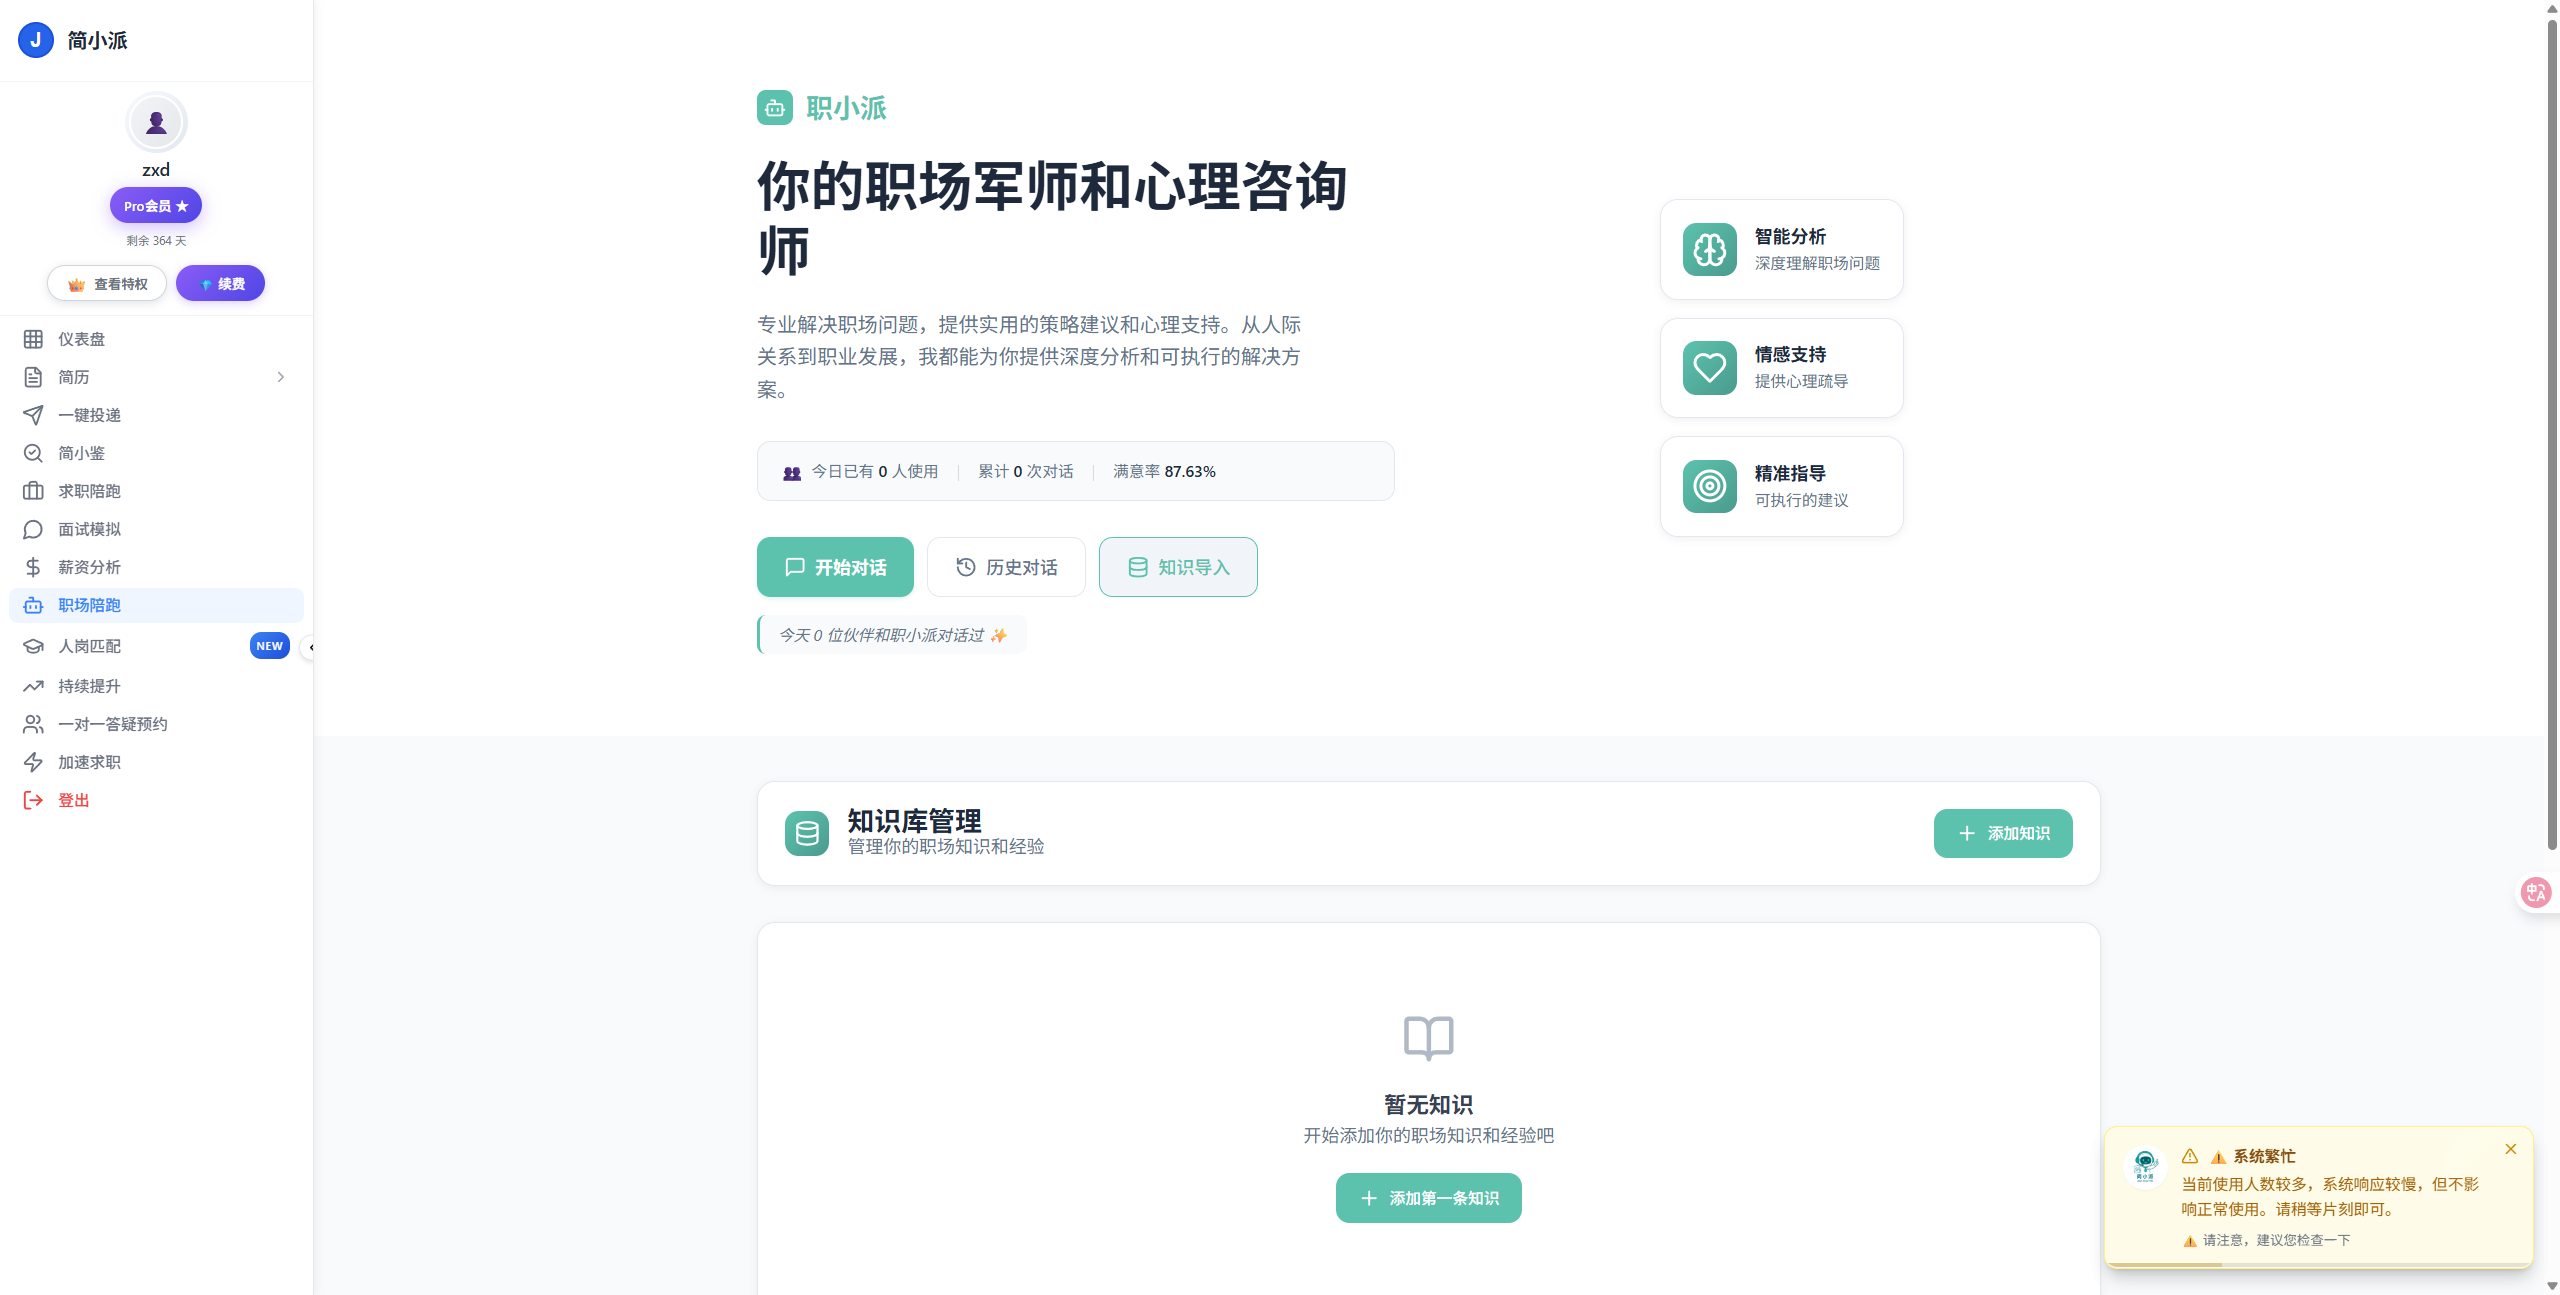 J 简小派
zxd
Pro会员 ★
剩余 364 天
查看特权
续费
仪表盘
简历
一键投递
简小鉴
求职陪跑
面试模拟
薪资分析
职场陪跑
人岗匹配 NEW
持续提升
一对一答疑预约
加速求职
登出
职小派
你的职场军师和心理咨询
师
专业解决职场问题，提供实用的策略建议和心理支持。从人际
关系到职业发展，我都能为你提供深度分析和可执行的解决方
案。
今日已有 0 人使用
累计 0 次对话
满意率 87.63%
开始对话
历史对话
知识导入
今天 0 位伙伴和职小派对话过 ✨
智能分析
深度理解职场问题
情感支持
提供心理疏导
精准指导
可执行的建议
知识库管理
管理你的职场知识和经验
添加知识
暂无知识
开始添加你的职场知识和经验吧
添加第一条知识
中A
简小派
⚠️ 系统繁忙
当前使用人数较多，系统响应较慢，但不影
响正常使用。请稍等片刻即可。
⚠️ 请注意，建议您检查一下